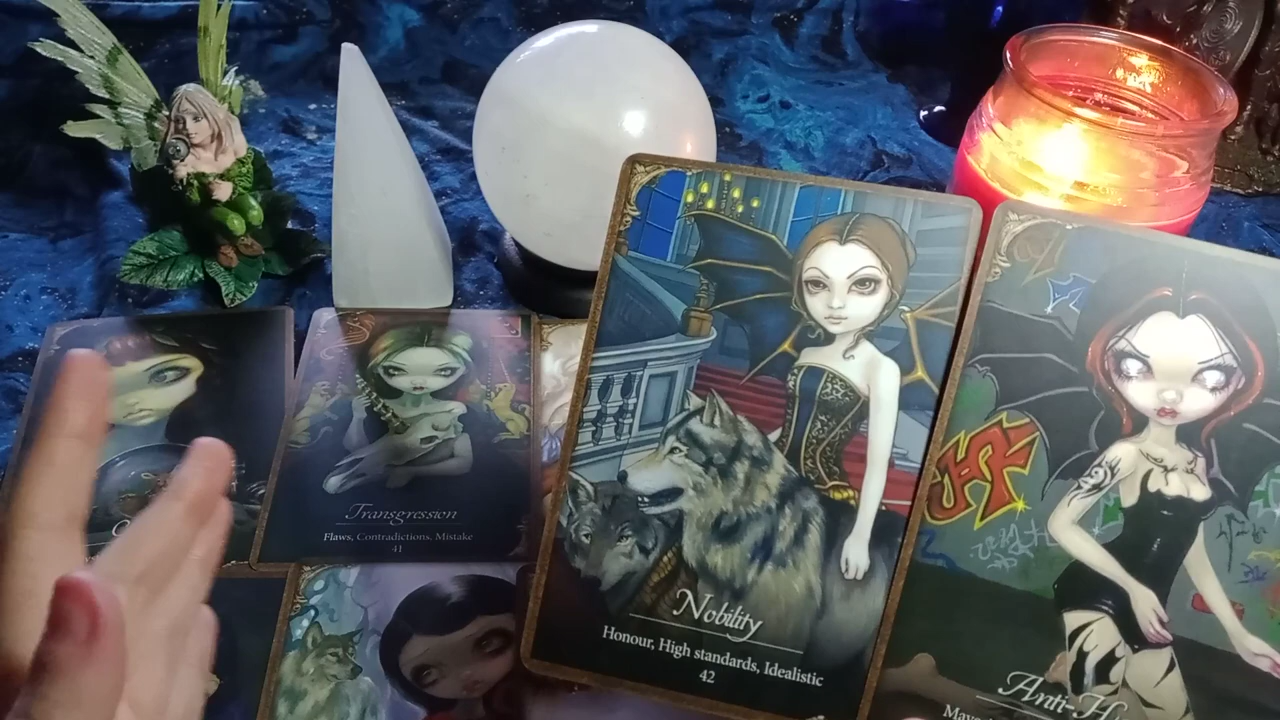 Transgression
Flaws, Contradictions. Mistake
41
Nobility
Honour, High standards, Idealistic
42